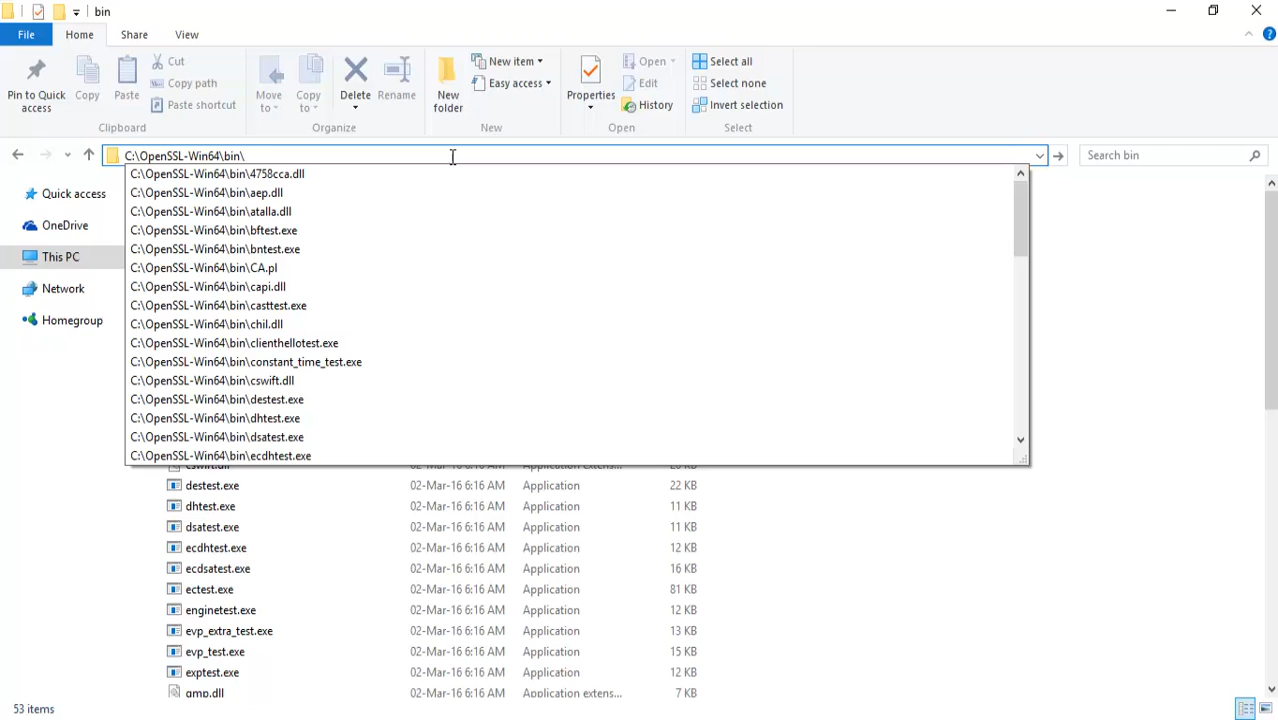 bin
File Home Share View
Pin to Quick access
Copy
Paste
Cut
Copy path
Paste shortcut
Clipboard
Move to
Copy to
Delete
Rename
Organize
New folder
New item
Easy access
New
Properties
Open
Edit
History
Open
Select all
Select none
Invert selection
Select
C:\OpenSSL-Win64\bin\
Search bin
C:\OpenSSL-Win64\bin\4758cca.dll
C:\OpenSSL-Win64\bin\aep.dll
C:\OpenSSL-Win64\bin\atalla.dll
C:\OpenSSL-Win64\bin\bftest.exe
C:\OpenSSL-Win64\bin\bntest.exe
C:\OpenSSL-Win64\bin\CA.pl
C:\OpenSSL-Win64\bin\capi.dll
C:\OpenSSL-Win64\bin\casttest.exe
C:\OpenSSL-Win64\bin\chil.dll
C:\OpenSSL-Win64\bin\clienthellotest.exe
C:\OpenSSL-Win64\bin\constant_time_test.exe
C:\OpenSSL-Win64\bin\cswift.dll
C:\OpenSSL-Win64\bin\destest.exe
C:\OpenSSL-Win64\bin\dhtest.exe
C:\OpenSSL-Win64\bin\dsatest.exe
C:\OpenSSL-Win64\bin\ecdhtest.exe
Quick access
OneDrive
This PC
Network
Homegroup
destest.exe 02-Mar-16 6:16 AM Application 22 KB
dhtest.exe 02-Mar-16 6:16 AM Application 11 KB
dsatest.exe 02-Mar-16 6:16 AM Application 11 KB
ecdhtest.exe 02-Mar-16 6:16 AM Application 12 KB
ecdsatest.exe 02-Mar-16 6:16 AM Application 16 KB
ectest.exe 02-Mar-16 6:16 AM Application 81 KB
enginetest.exe 02-Mar-16 6:16 AM Application 12 KB
evp_extra_test.exe 02-Mar-16 6:16 AM Application 13 KB
evp_test.exe 02-Mar-16 6:16 AM Application 15 KB
exptest.exe 02-Mar-16 6:16 AM Application 12 KB
gmp.dll 02-Mar-16 6:16 AM Application extens... 7 KB
53 items